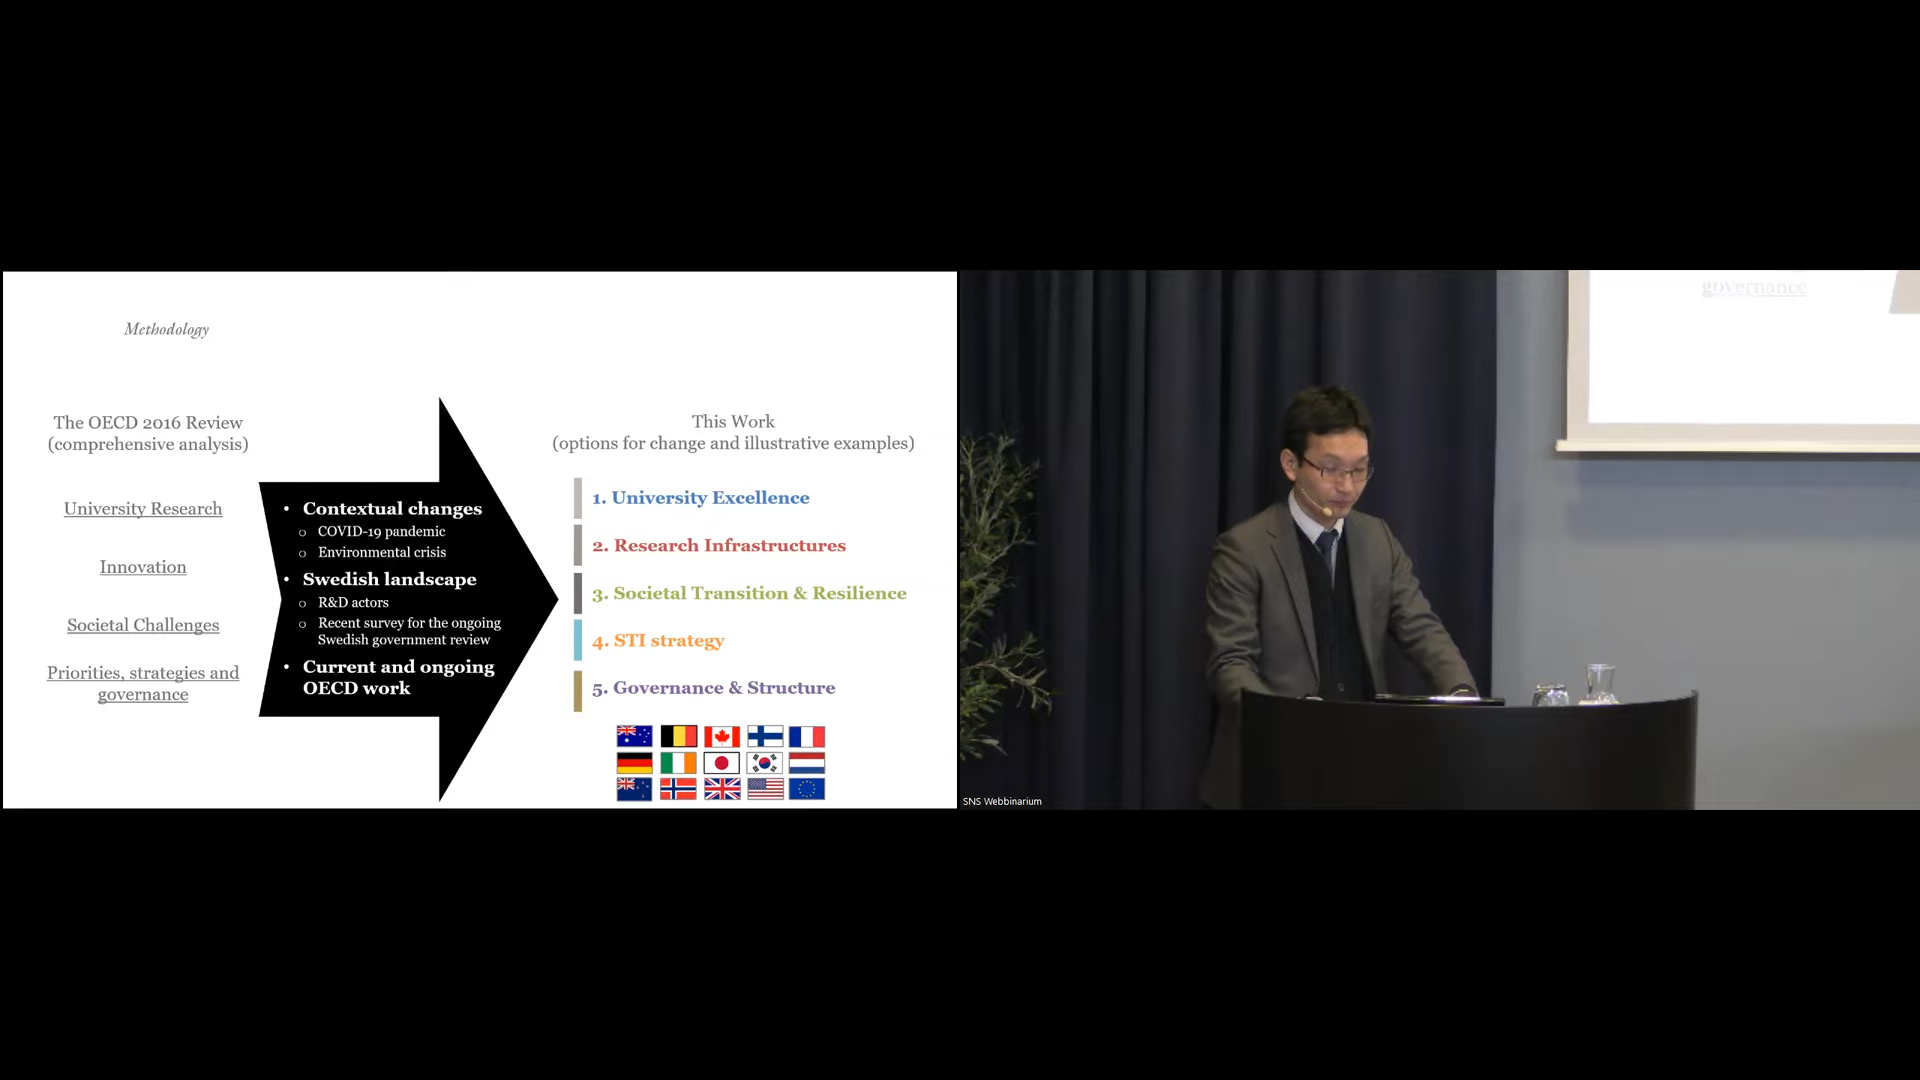 Methodology
The OECD 2016 Review
(comprehensive analysis)
University Research
Innovation
Societal Challenges
Priorities, strategies and
governance
• Contextual changes
o COVID-19 pandemic
o Environmental crisis
• Swedish landscape
o R&D actors
o Recent survey for the ongoing
Swedish government review
• Current and ongoing
OECD work
This Work
(options for change and illustrative examples)
1. University Excellence
2. Research Infrastructures
3. Societal Transition & Resilience
4. STI strategy
5. Governance & Structure
governance
SNS Webbinarium